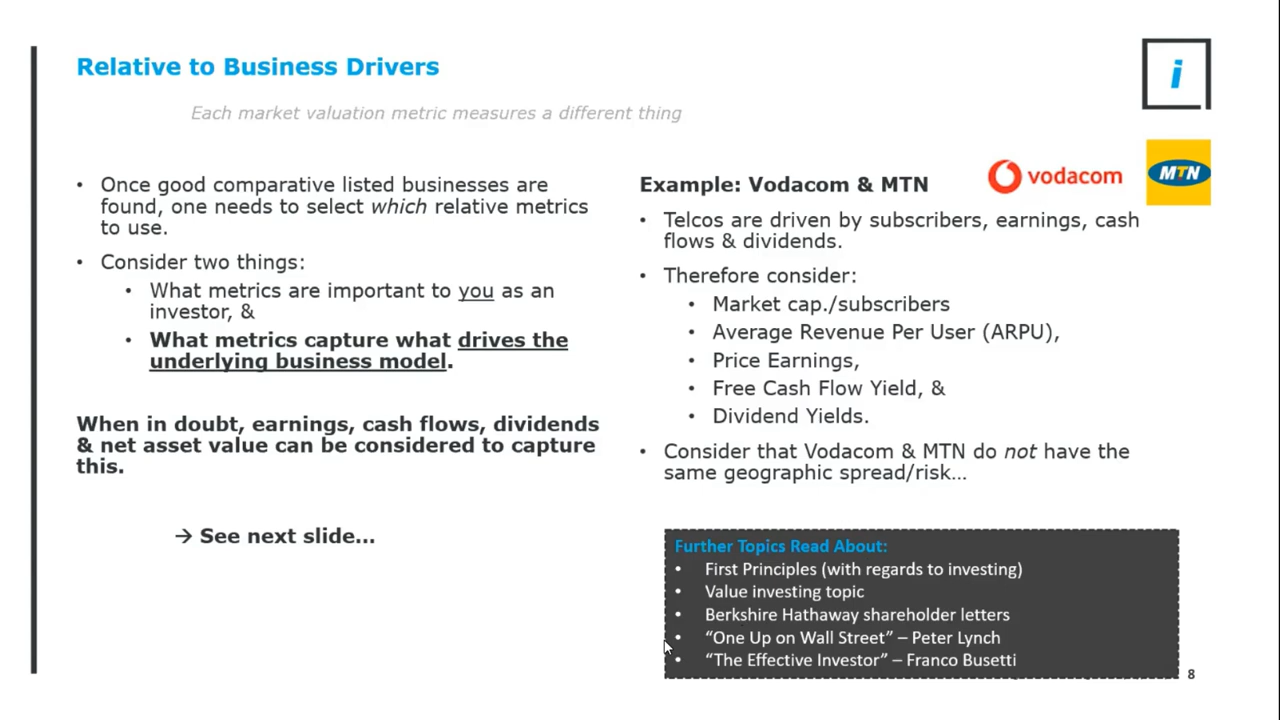 Relative to Business Drivers
i
Each market valuation metric measures a different thing
• Once good comparative listed businesses are
found, one needs to select which relative metrics
to use.
• Consider two things:
• What metrics are important to you as an
investor, &
• What metrics capture what drives the
underlying business model.
When in doubt, earnings, cash flows, dividends
& net asset value can be considered to capture
this.
→ See next slide...
Example: Vodacom & MTN
vodacom
MTN
• Telcos are driven by subscribers, earnings, cash
flows & dividends.
• Therefore consider:
• Market cap./subscribers
• Average Revenue Per User (ARPU),
• Price Earnings,
• Free Cash Flow Yield, &
• Dividend Yields.
• Consider that Vodacom & MTN do not have the
same geographic spread/risk…
Further Topics Read About:
• First Principles (with regards to investing)
• Value investing topic
• Berkshire Hathaway shareholder letters
• “One Up on Wall Street” – Peter Lynch
• “The Effective Investor” – Franco Busetti
8